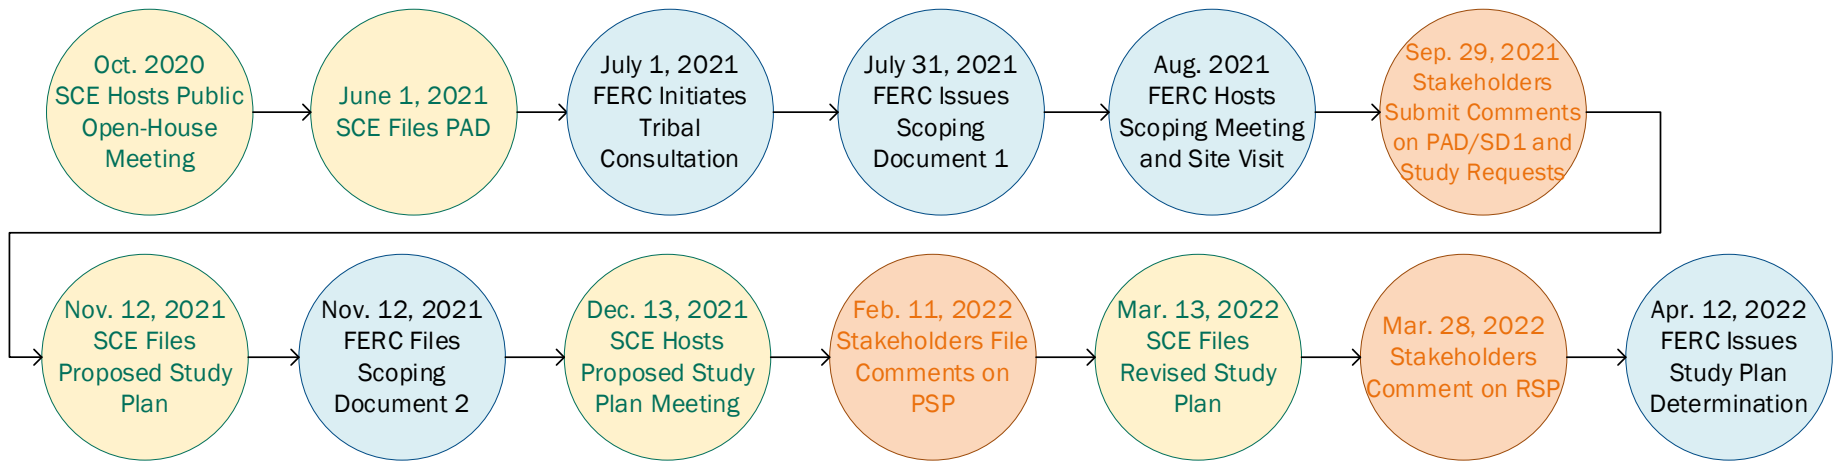 Oct. 2020
SCE Hosts Public
Open-House
Meeting
June 1, 2021
SCE Files PAD
July 1, 2021
FERC Initiates
Tribal
Consultation
July 31, 2021
FERC Issues
Scoping
Document 1
Aug. 2021
FERC Hosts
Scoping Meeting
and Site Visit
Sep. 29, 2021
Stakeholders
Submit Comments
on PAD/SD1 and
Study Requests
Nov. 12, 2021
SCE Files
Proposed Study
Plan
Nov. 12, 2021
FERC Files
Scoping
Document 2
Dec. 13, 2021
SCE Hosts
Proposed Study
Plan Meeting
Feb. 11, 2022
Stakeholders File
Comments on
PSP
Mar. 13, 2022
SCE Files
Revised Study
Plan
Mar. 28, 2022
Stakeholders
Comment on RSP
Apr. 12, 2022
FERC Issues
Study Plan
Determination